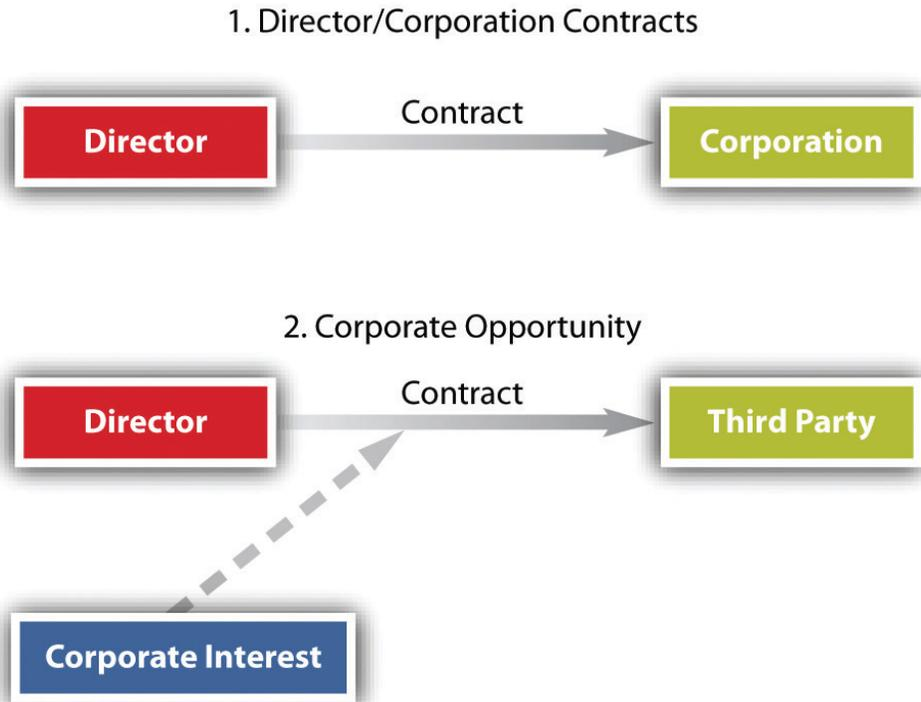 1. Director/Corporation Contracts
Director
Contract
Corporation
2. Corporate Opportunity
Director
Contract
Third Party
Corporate Interest